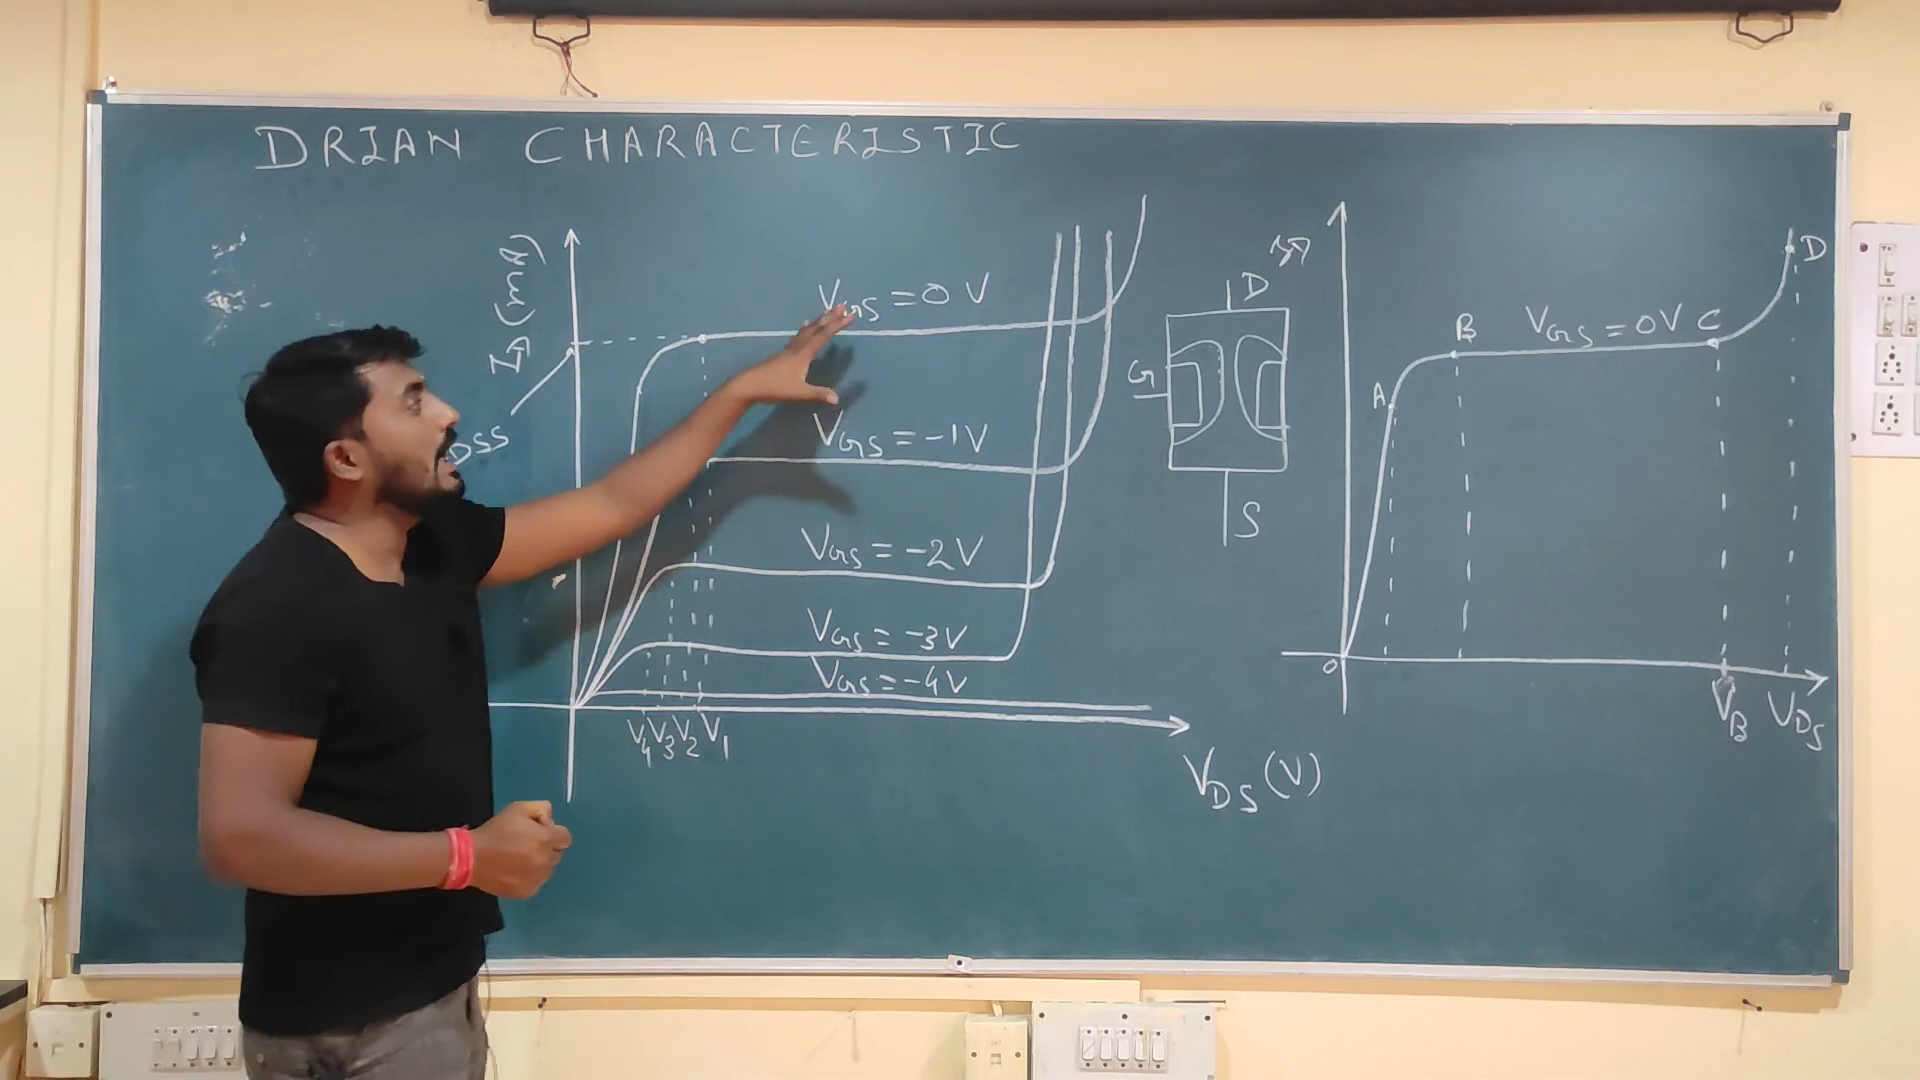 DRIAN CHARACTERISTIC
ID (mA)
DSS
VGS = 0 V
VGS = -1V
VGS = -2V
VGS = -3V
VGS = -4V
V4 V3 V2 V1
VDS (V)
D
G
S
ID
A
B
VGS = 0V C
D
0
VB VDS